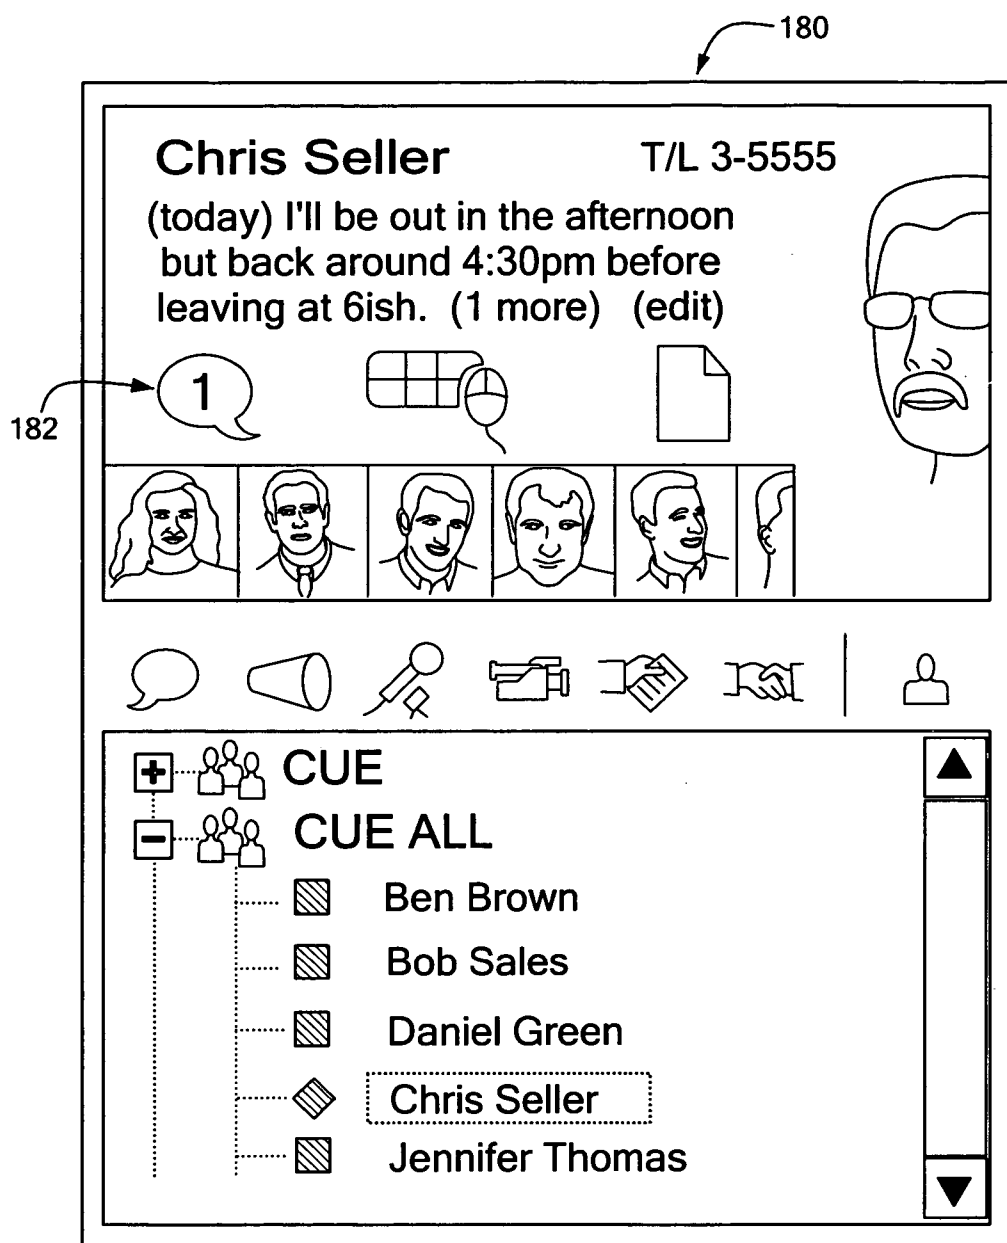 180
Chris Seller T/L 3-5555
(today) I'll be out in the afternoon
but back around 4:30pm before
leaving at 6ish. (1 more) (edit)
1
182
CUE
CUE ALL
Ben Brown
Bob Sales
Daniel Green
Chris Seller
Jennifer Thomas